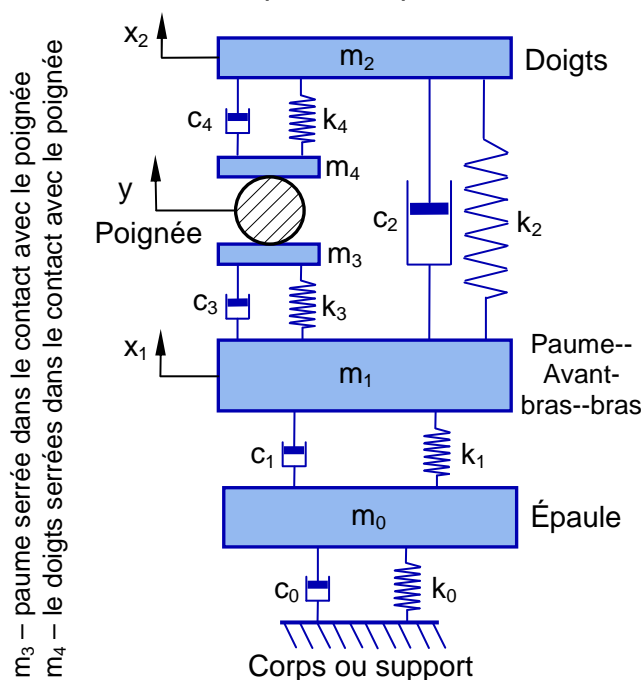 x₂
m₂
Doigts
c₄
k₄
m₄
y
Poignée
c₂
k₂
m₃
c₃
k₃
x₁
m₁
Paume--
Avant-
bras--bras
c₁
k₁
m₀
Épaule
c₀
k₀
Corps ou support
m₃ – paume serrée dans le contact avec le poignée
m₄ – le doigts serrées dans le contact avec le poignée